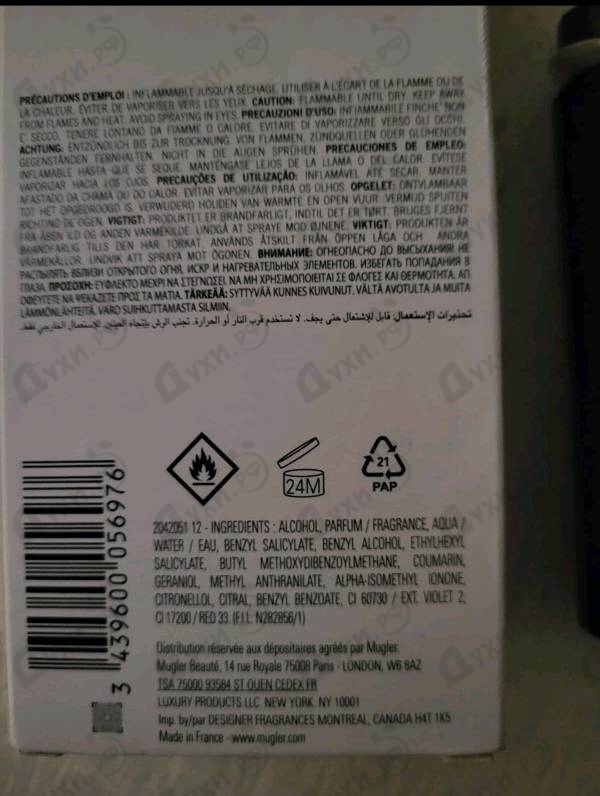 PRÉCAUTIONS D'EMPLOI : INFLAMMABLE JUSQU'À SÉCHAGE. UTILISER À L'ÉCART DE LA FLAMME OU DE
LA CHALEUR. ÉVITER DE VAPORISER VERS LES YEUX. CAUTION: FLAMMABLE UNTIL DRY. KEEP AWAY
FROM FLAMES AND HEAT. AVOID SPRAYING IN EYES. PRECAUZIONI D'USO: INFIAMMABILE FINCHE' NON
E' SECCO. TENERE LONTANO DA FIAMME O CALORE. EVITARE DI VAPORIZZARE VERSO GLI OCCHI.
ACHTUNG: ENTZÜNDLICH BIS ZUR TROCKNUNG. VON FLAMMEN, ZÜNDQUELLEN ODER GLÜHENDEN
GEGENSTÄNDEN FERNHALTEN. NICHT IN DIE AUGEN SPRÜHEN. PRECAUCIONES DE EMPLEO:
INFLAMABLE HASTA QUE SE SEQUE. MANTÉNGASE LEJOS DE LA LLAMA O DEL CALOR. EVÍTESE
VAPORIZAR HACIA LOS OJOS. PRECAUÇÕES DE UTILIZAÇÃO: INFLAMÁVEL ATÉ SECAR. MANTER
AFASTADO DA CHAMA OU DO CALOR. EVITAR VAPORIZAR PARA OS OLHOS. OPGELET: ONTVLAMBAAR
TOT HET OPGEDROOGD IS. VERWIJDERD HOUDEN VAN WARMTE EN OPEN VUUR. VERMIJD SPUITEN
RICHTING DE OGEN. VIGTIGT: PRODUKTET ER BRANDFARLIGT, INDTIL DET ER TØRT. BRUGES FJERNT
FRA ÅBEN ILD OG ANDEN VARMEKILDE. UNDGÅ AT SPRAYE MOD ØJNENE. VIKTIGT: PRODUKTEN ÄR
BRANDFARLIG TILLS DEN HAR TORKAT. ANVÄNDS ÅTSKILT FRÅN ÖPPEN LÅGA OCH ANDRA
VÄRMEKÄLLOR. UNDVIK ATT SPRAYA MOT ÖGONEN. ВНИМАНИЕ: ОГНЕОПАСНО ДО ВЫСЫХАНИЯ! НЕ
РАСПЫЛЯТЬ ВБЛИЗИ ОТКРЫТОГО ОГНЯ, ИСКР И НАГРЕВАТЕЛЬНЫХ ЭЛЕМЕНТОВ. ИЗБЕГАТЬ ПОПАДАНИЯ В
ГЛАЗА. ΠΡΟΣΟΧΗ: ΕΥΦΛΕΚΤΟ ΜΕΧΡΙ ΝΑ ΣΤΕΓΝΩΣΕΙ ΝΑ ΜΗ ΧΡΗΣΙΜΟΠΟΙΕΙΤΑΙ ΣΕ ΦΛΟΓΕΣ ΚΑΙ ΘΕΡΜΟΤΗΤΑ. ΑΠ
ΟΦΕΥΓΕΤΕ ΝΑ ΨΕΚΑΖΕΤΕ ΠΡΟΣ ΤΑ ΜΑΤΙΑ. TÄRKEÄÄ: SYTTYVÄÄ KUNNES KUIVUNUT. VÄLTÄ AVOTULTA JA MUITA
LÄMMÖNLÄHTEITÄ. VARO SUIHKUTTAMASTA SILMIIN.
تحذيرات الإستعمال: قابل للإشتعال حتى يجف. لا تستخدم قرب النار أو الحرارة. تجنب الرش بإتجاه العينين. الإستعمال الخارجي فقط.
24M
21
PAP
3 439600 056976
2042051 12 - INGREDIENTS : ALCOHOL, PARFUM / FRAGRANCE, AQUA /
WATER / EAU, BENZYL SALICYLATE, BENZYL ALCOHOL, ETHYLHEXYL
SALICYLATE, BUTYL METHOXYDIBENZOYLMETHANE, COUMARIN,
GERANIOL, METHYL ANTHRANILATE, ALPHA-ISOMETHYL IONONE,
CITRONELLOL, CITRAL, BENZYL BENZOATE, CI 60730 / EXT. VIOLET 2,
CI 17200 / RED 33. (F.I.L. N282856/1)
Distribution réservée aux dépositaires agréés par Mugler.
Mugler Beauté, 14 rue Royale 75008 Paris - LONDON, W6 8AZ
TSA 75000 93584 ST OUEN CEDEX FR
LUXURY PRODUCTS LLC. NEW YORK. NY 10001
Imp. by/par DESIGNER FRAGRANCES MONTREAL, CANADA H4T 1K5
Made in France - www.mugler.com
Духи.рф